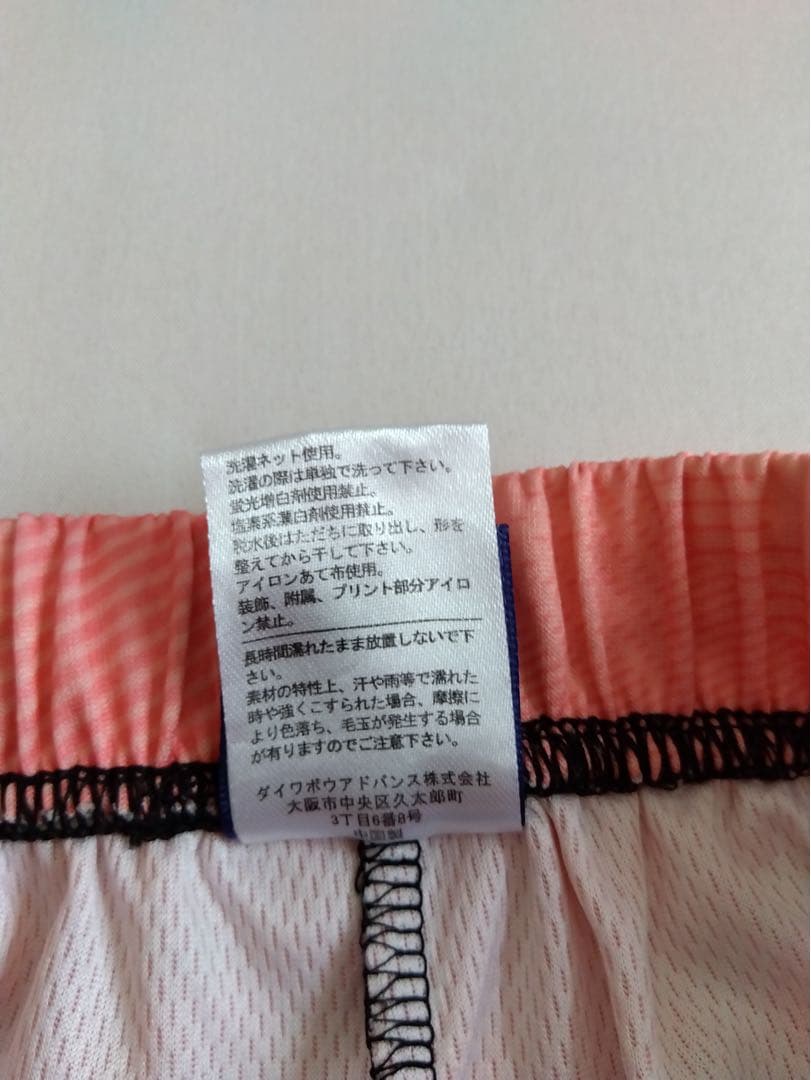 洗濯ネット使用。
洗濯の際は単独で洗って下さい。
蛍光増白剤使用禁止。
塩素系漂白剤使用禁止。
脱水後はただちに取り出し、形を
整えてから干して下さい。
アイロンあて布使用。
装飾、附属、プリント部分アイロ
ン禁止。
長時間濡れたまま放置しないで下
さい。
素材の特性上、汗や雨等で濡れた
時や強くこすられた場合、摩擦に
より色落ち、毛玉が発生する場合
が有りますのでご注意下さい。
ダイワボウアドバンス株式会社
大阪市中央区久太郎町
3丁目6番8号
中国製